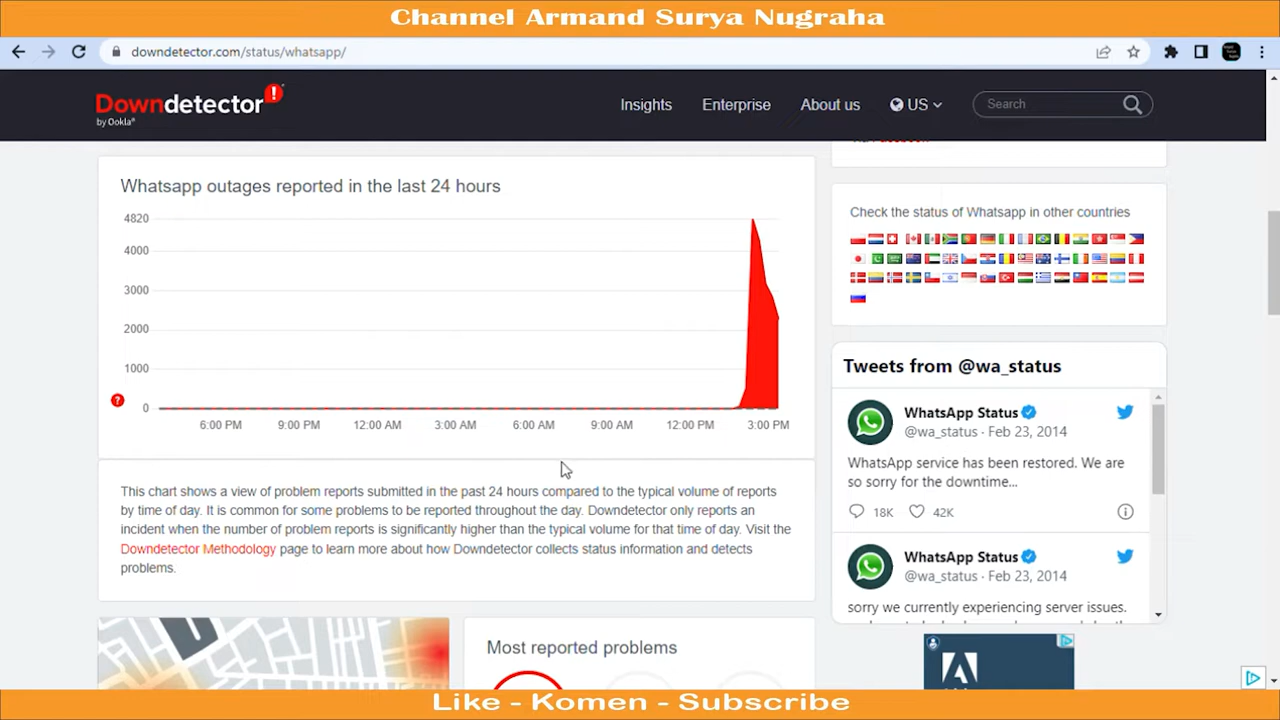 Channel Armand Surya Nugraha
downdetector.com/status/whatsapp/
Downdetector!
by Ookla®
Insights
Enterprise
About us
US
Search
Whatsapp outages reported in the last 24 hours
4820
4000
3000
2000
1000
0
?
6:00 PM
9:00 PM
12:00 AM
3:00 AM
6:00 AM
9:00 AM
12:00 PM
3:00 PM
This chart shows a view of problem reports submitted in the past 24 hours compared to the typical volume of reports
by time of day. It is common for some problems to be reported throughout the day. Downdetector only reports an
incident when the number of problem reports is significantly higher than the typical volume for that time of day. Visit the
Downdetector Methodology page to learn more about how Downdetector collects status information and detects
problems.
Most reported problems
Check the status of Whatsapp in other countries
Tweets from @wa_status
WhatsApp Status
@wa_status · Feb 23, 2014
WhatsApp service has been restored. We are
so sorry for the downtime...
18K
42K
WhatsApp Status
@wa_status · Feb 23, 2014
sorry we currently experiencing server issues.
Like - Komen - Subscribe